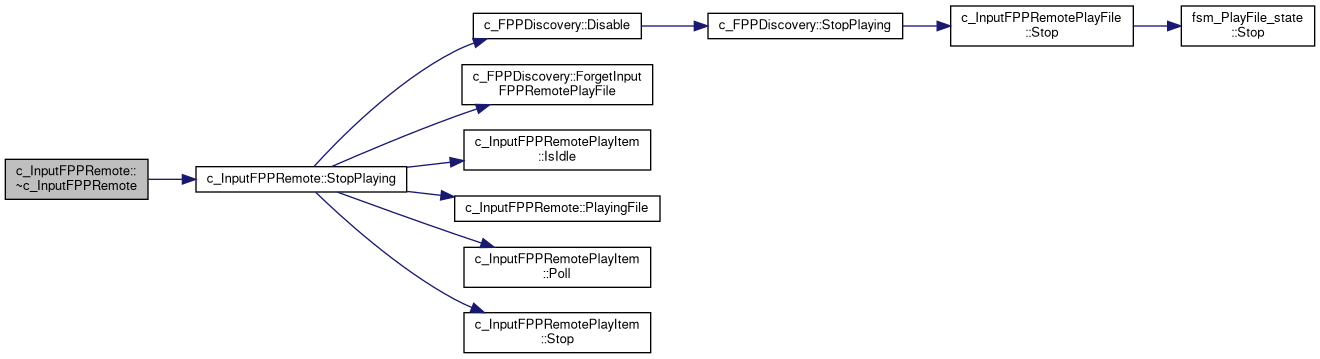 c_InputFPPRemote::
~c_InputFPPRemote
c_InputFPPRemote::StopPlaying
c_FPPDiscovery::Disable
c_FPPDiscovery::StopPlaying
c_InputFPPRemotePlayFile
::Stop
fsm_PlayFile_state
::Stop
c_FPPDiscovery::ForgetInput
FPPRemotePlayFile
c_InputFPPRemotePlayItem
::IsIdle
c_InputFPPRemote::PlayingFile
c_InputFPPRemotePlayItem
::Poll
c_InputFPPRemotePlayItem
::Stop